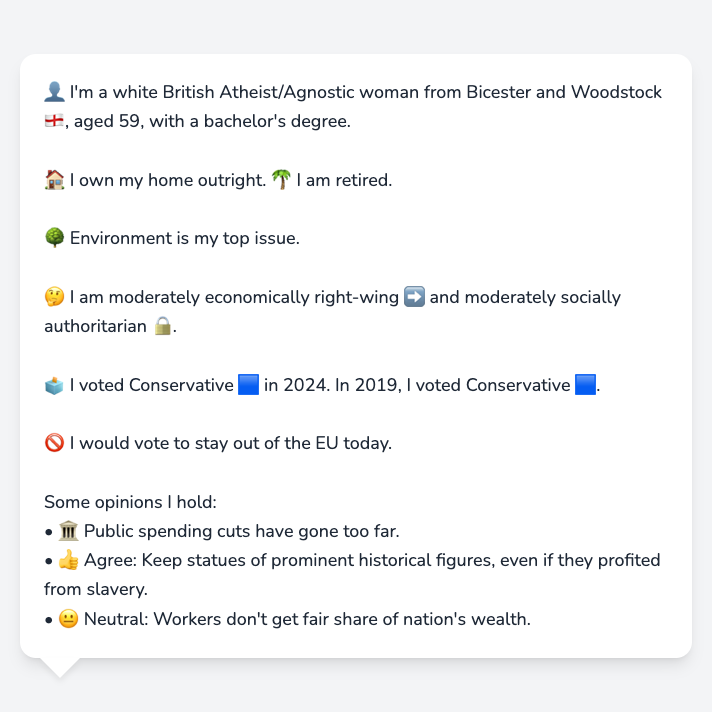 👤 I'm a white British Atheist/Agnostic woman from Bicester and Woodstock
🏴󠁧󠁢󠁥󠁮󠁧󠁿, aged 59, with a bachelor's degree.
🏠 I own my home outright. 🌴 I am retired.
🌳 Environment is my top issue.
🤔 I am moderately economically right-wing ➡️ and moderately socially
authoritarian 🔒.
🗳️ I voted Conservative 🟦 in 2024. In 2019, I voted Conservative 🟦.
🚫 I would vote to stay out of the EU today.
Some opinions I hold:
• 🏛️ Public spending cuts have gone too far.
• 👍 Agree: Keep statues of prominent historical figures, even if they profited
from slavery.
• 😐 Neutral: Workers don't get fair share of nation's wealth.